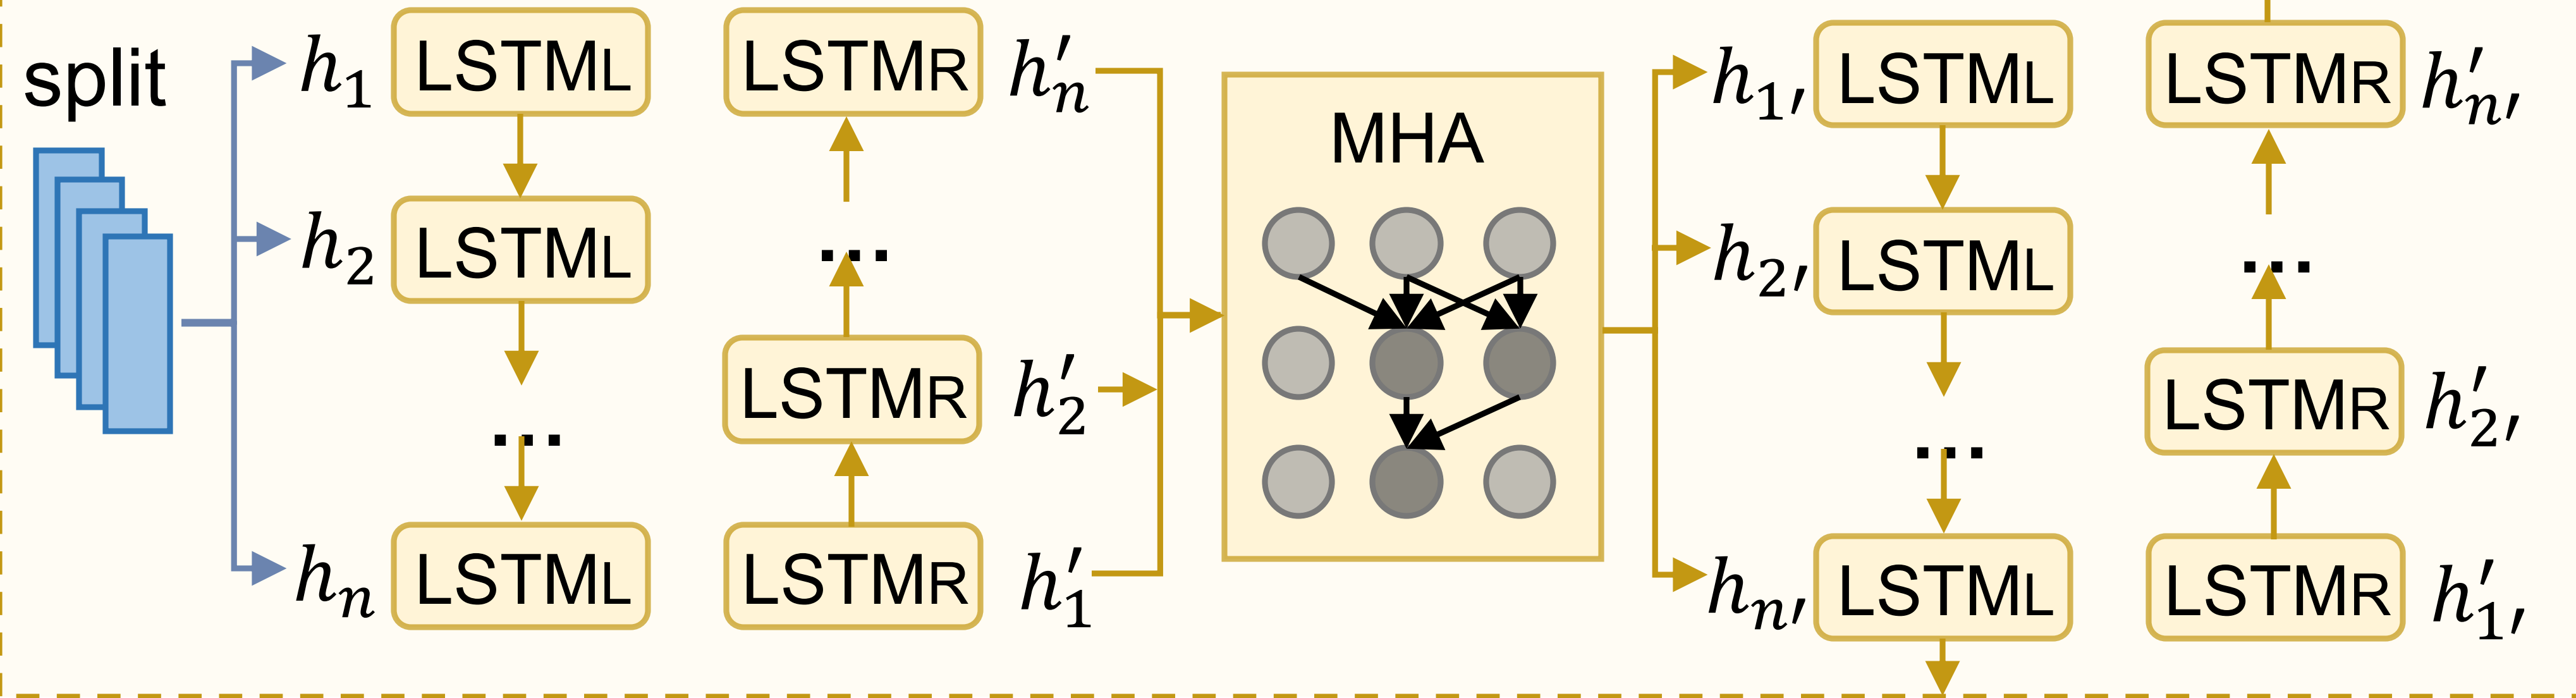 split
h₁ LSTML LSTMR h′ₙ
h₂ LSTML ...
... LSTMR h′₂
hₙ LSTML LSTMR h′₁
MHA
h₁′ LSTML LSTMR h′ₙ′
h₂′ LSTML ...
... LSTMR h′₂′
hₙ′ LSTML LSTMR h′₁′